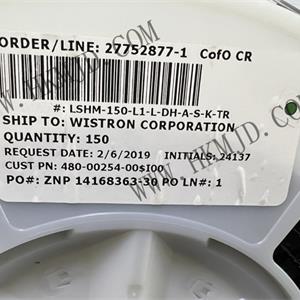 ORDER/LINE: 27752877-1 CofO CR
#: LSHM-150-L1-L-DH-A-S-K-TR
SHIP TO: WISTRON CORPORATION
QUANTITY: 150
REQUEST DATE: 2/6/2019 INITIALS: 24137
CUST PN: 480-00254-00$I00
PO#: ZNP 14168363-30 PO LN#: 1
WWW.HKMJD.COM